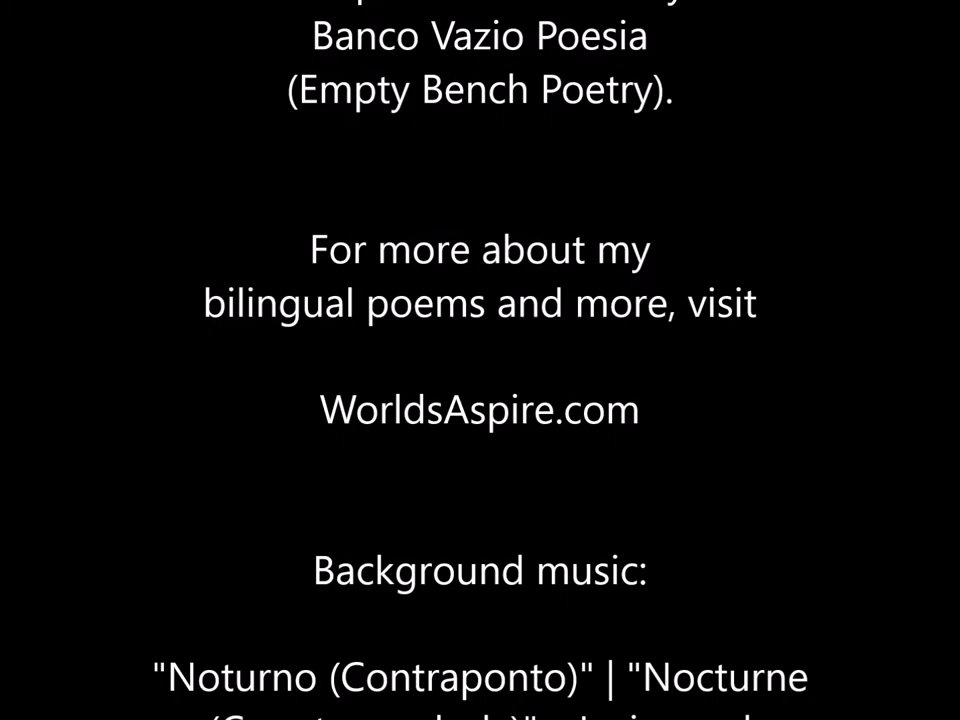 Banco Vazio Poesia
(Empty Bench Poetry).
For more about my
bilingual poems and more, visit
WorldsAspire.com
Background music:
"Noturno (Contraponto)" | "Nocturne